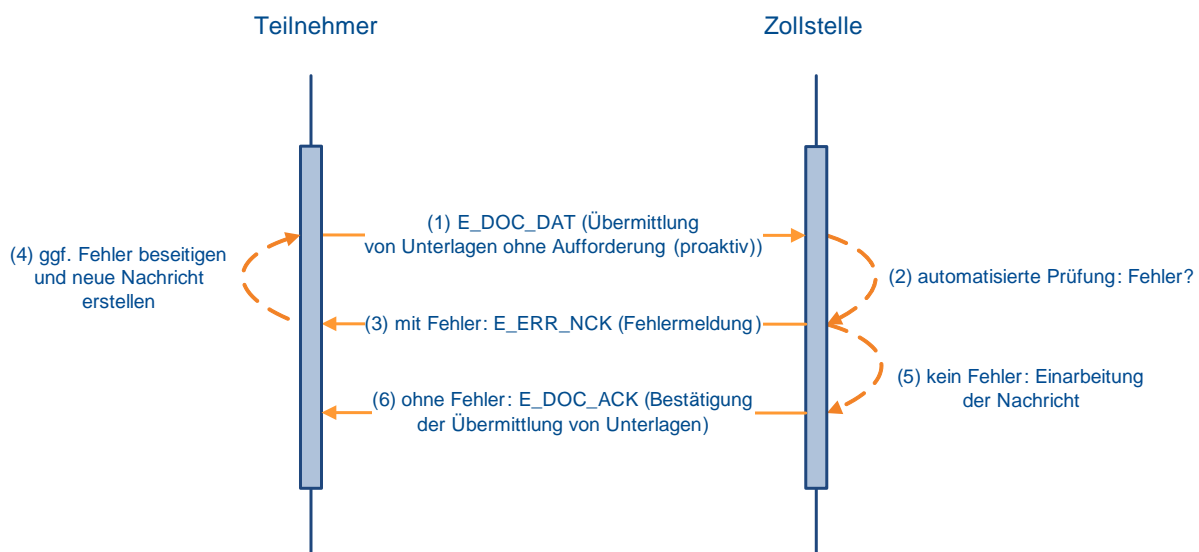 Teilnehmer
Zollstelle
(1) E_DOC_DAT (Übermittlung
von Unterlagen ohne Aufforderung (proaktiv))
(4) ggf. Fehler beseitigen
und neue Nachricht
erstellen
(2) automatisierte Prüfung: Fehler?
(3) mit Fehler: E_ERR_NCK (Fehlermeldung)
(5) kein Fehler: Einarbeitung
der Nachricht
(6) ohne Fehler: E_DOC_ACK (Bestätigung
der Übermittlung von Unterlagen)